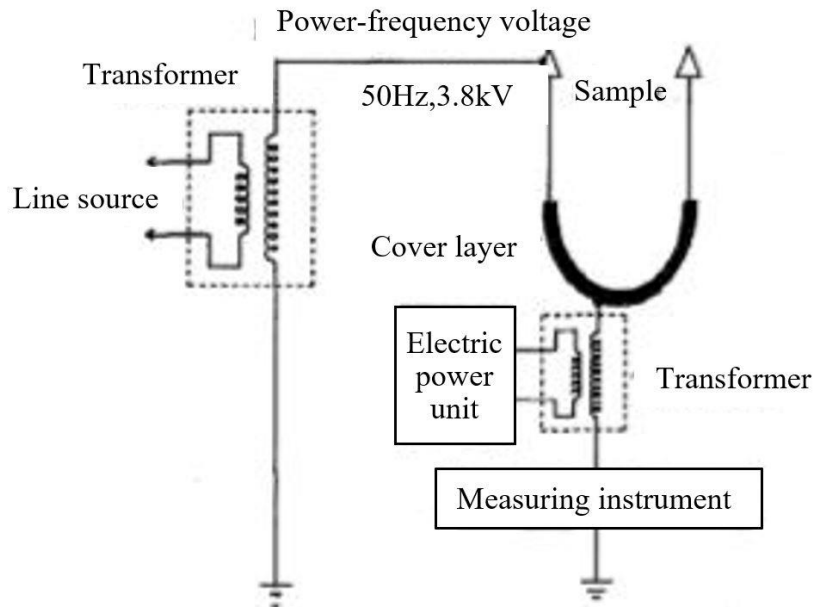 Power-frequency voltage
Transformer
50Hz,3.8kV
Sample
Line source
Cover layer
Electric
power
unit
Transformer
Measuring instrument